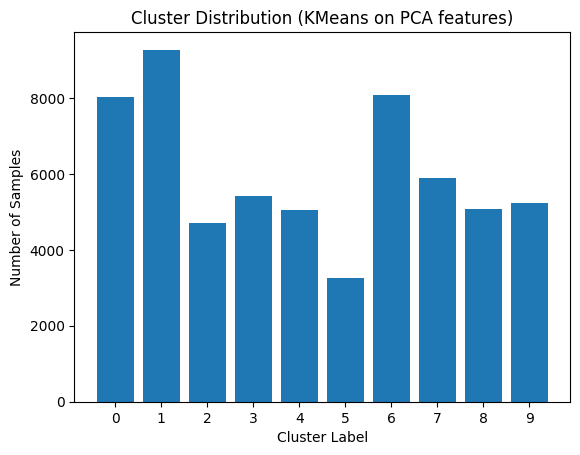 Cluster Distribution (KMeans on PCA features)
Number of Samples
8000
6000
4000
2000
0
0 1 2 3 4 5 6 7 8 9
Cluster Label